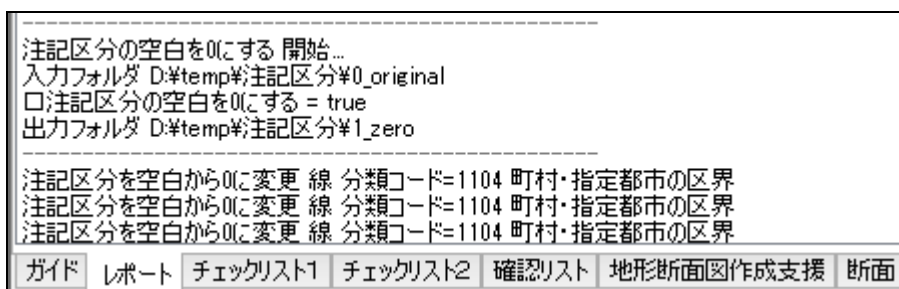 ------------------------------------------------------
注記区分の空白を0にする 開始...
入力フォルダ D:¥temp¥注記区分¥0_original
口注記区分の空白を0にする = true
出力フォルダ D:¥temp¥注記区分¥1_zero
------------------------------------------------------
注記区分を空白から0に変更 線 分類コード=1104 町村・指定都市の区界
注記区分を空白から0に変更 線 分類コード=1104 町村・指定都市の区界
注記区分を空白から0に変更 線 分類コード=1104 町村・指定都市の区界
ガイド レポート チェックリスト1 チェックリスト2 確認リスト 地形断面図作成支援 断面